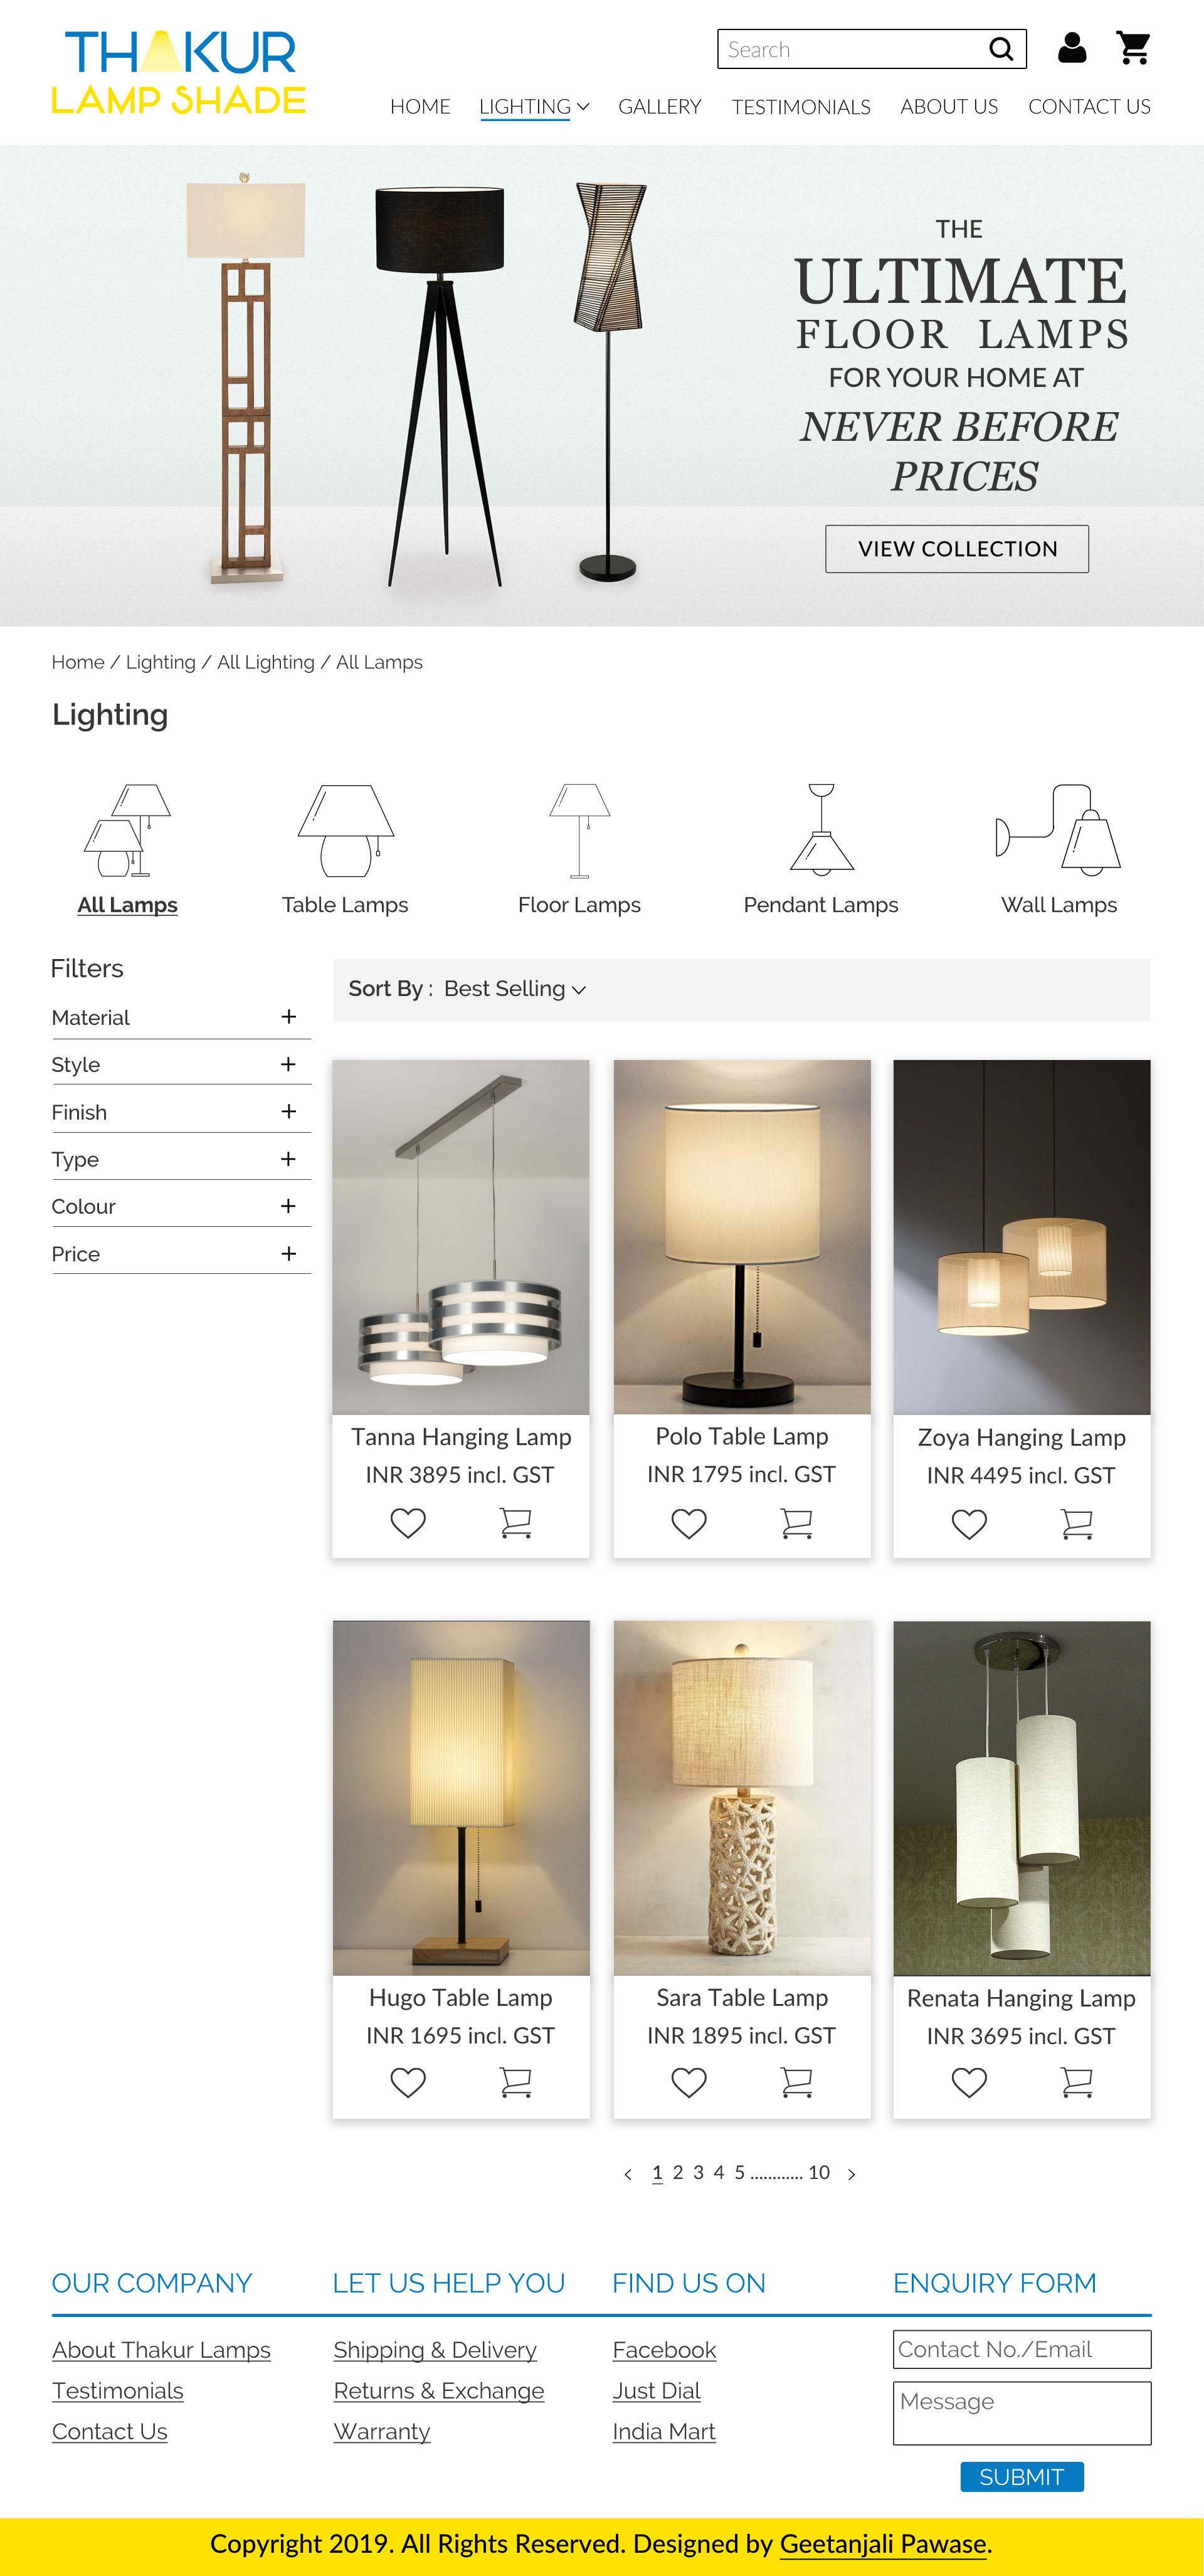 THAKUR
LAMP SHADE
Search
HOME LIGHTING GALLERY TESTIMONIALS ABOUT US CONTACT US
THE
ULTIMATE
FLOOR LAMPS
FOR YOUR HOME AT
NEVER BEFORE
PRICES
VIEW COLLECTION
Home / Lighting / All Lighting / All Lamps
Lighting
All Lamps Table Lamps Floor Lamps Pendant Lamps Wall Lamps
Filters
Material +
Style +
Finish +
Type +
Colour +
Price +
Sort By : Best Selling
Tanna Hanging Lamp
INR 3895 incl. GST
Polo Table Lamp
INR 1795 incl. GST
Zoya Hanging Lamp
INR 4495 incl. GST
Hugo Table Lamp
INR 1695 incl. GST
Sara Table Lamp
INR 1895 incl. GST
Renata Hanging Lamp
INR 3695 incl. GST
< 1 2 3 4 5 ............ 10 >
OUR COMPANY
About Thakur Lamps
Testimonials
Contact Us
LET US HELP YOU
Shipping & Delivery
Returns & Exchange
Warranty
FIND US ON
Facebook
Just Dial
India Mart
ENQUIRY FORM
Contact No./Email
Message
SUBMIT
Copyright 2019. All Rights Reserved. Designed by Geetanjali Pawase.